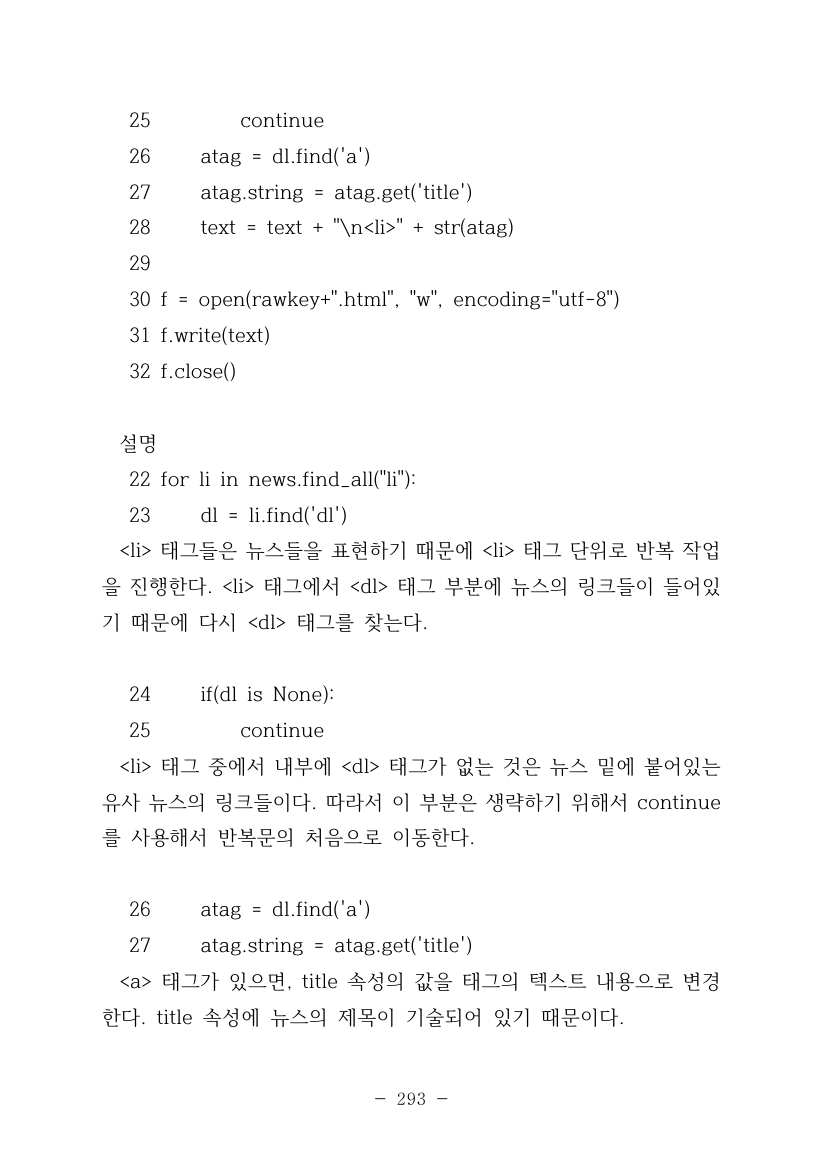 25         continue
26     atag = dl.find('a')
27     atag.string = atag.get('title')
28     text = text + "\n<li>" + str(atag)
29
30 f = open(rawkey+".html", "w", encoding="utf-8")
31 f.write(text)
32 f.close()
설명
22 for li in news.find_all("li"):
23     dl = li.find('dl')
<li> 태그들은 뉴스들을 표현하기 때문에 <li> 태그 단위로 반복 작업
을 진행한다. <li> 태그에서 <dl> 태그 부분에 뉴스의 링크들이 들어있
기 때문에 다시 <dl> 태그를 찾는다.
24     if(dl is None):
25         continue
<li> 태그 중에서 내부에 <dl> 태그가 없는 것은 뉴스 밑에 붙어있는
유사 뉴스의 링크들이다. 따라서 이 부분은 생략하기 위해서 continue
를 사용해서 반복문의 처음으로 이동한다.
26     atag = dl.find('a')
27     atag.string = atag.get('title')
<a> 태그가 있으면, title 속성의 값을 태그의 텍스트 내용으로 변경
한다. title 속성에 뉴스의 제목이 기술되어 있기 때문이다.
- 293 -